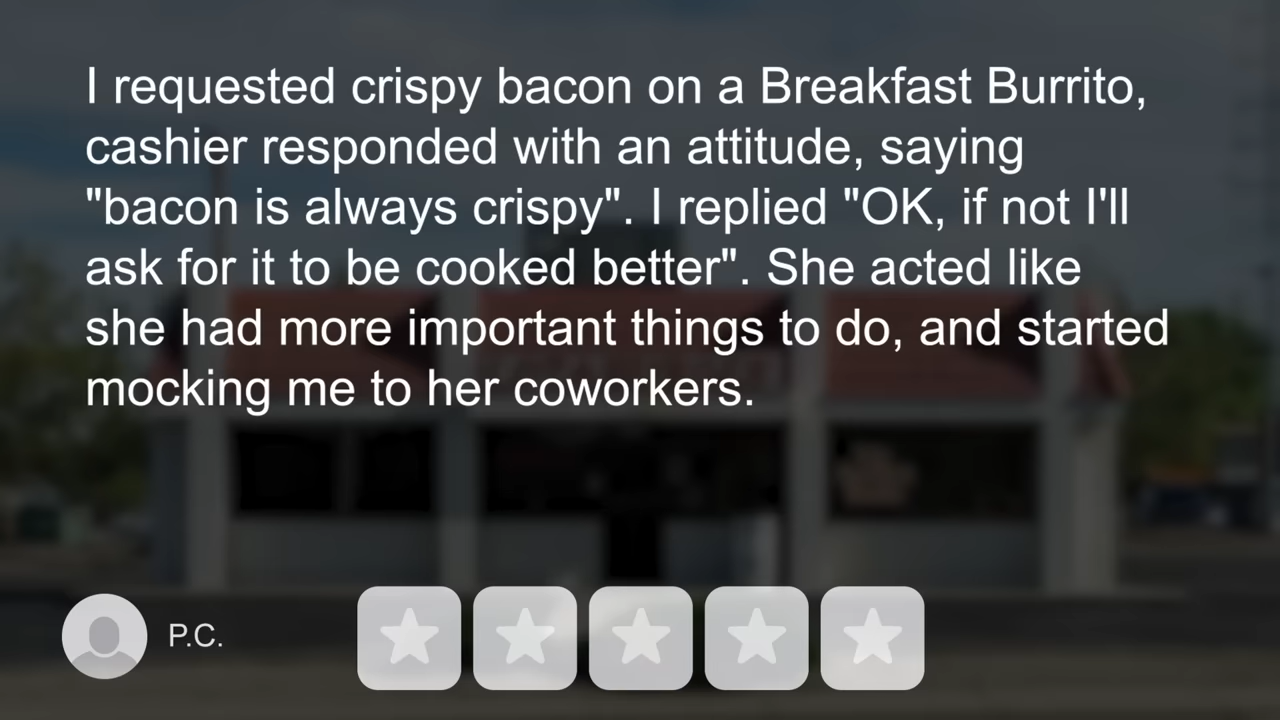 I requested crispy bacon on a Breakfast Burrito,
cashier responded with an attitude, saying
"bacon is always crispy". I replied "OK, if not I'll
ask for it to be cooked better". She acted like
she had more important things to do, and started
mocking me to her coworkers.
P.C.